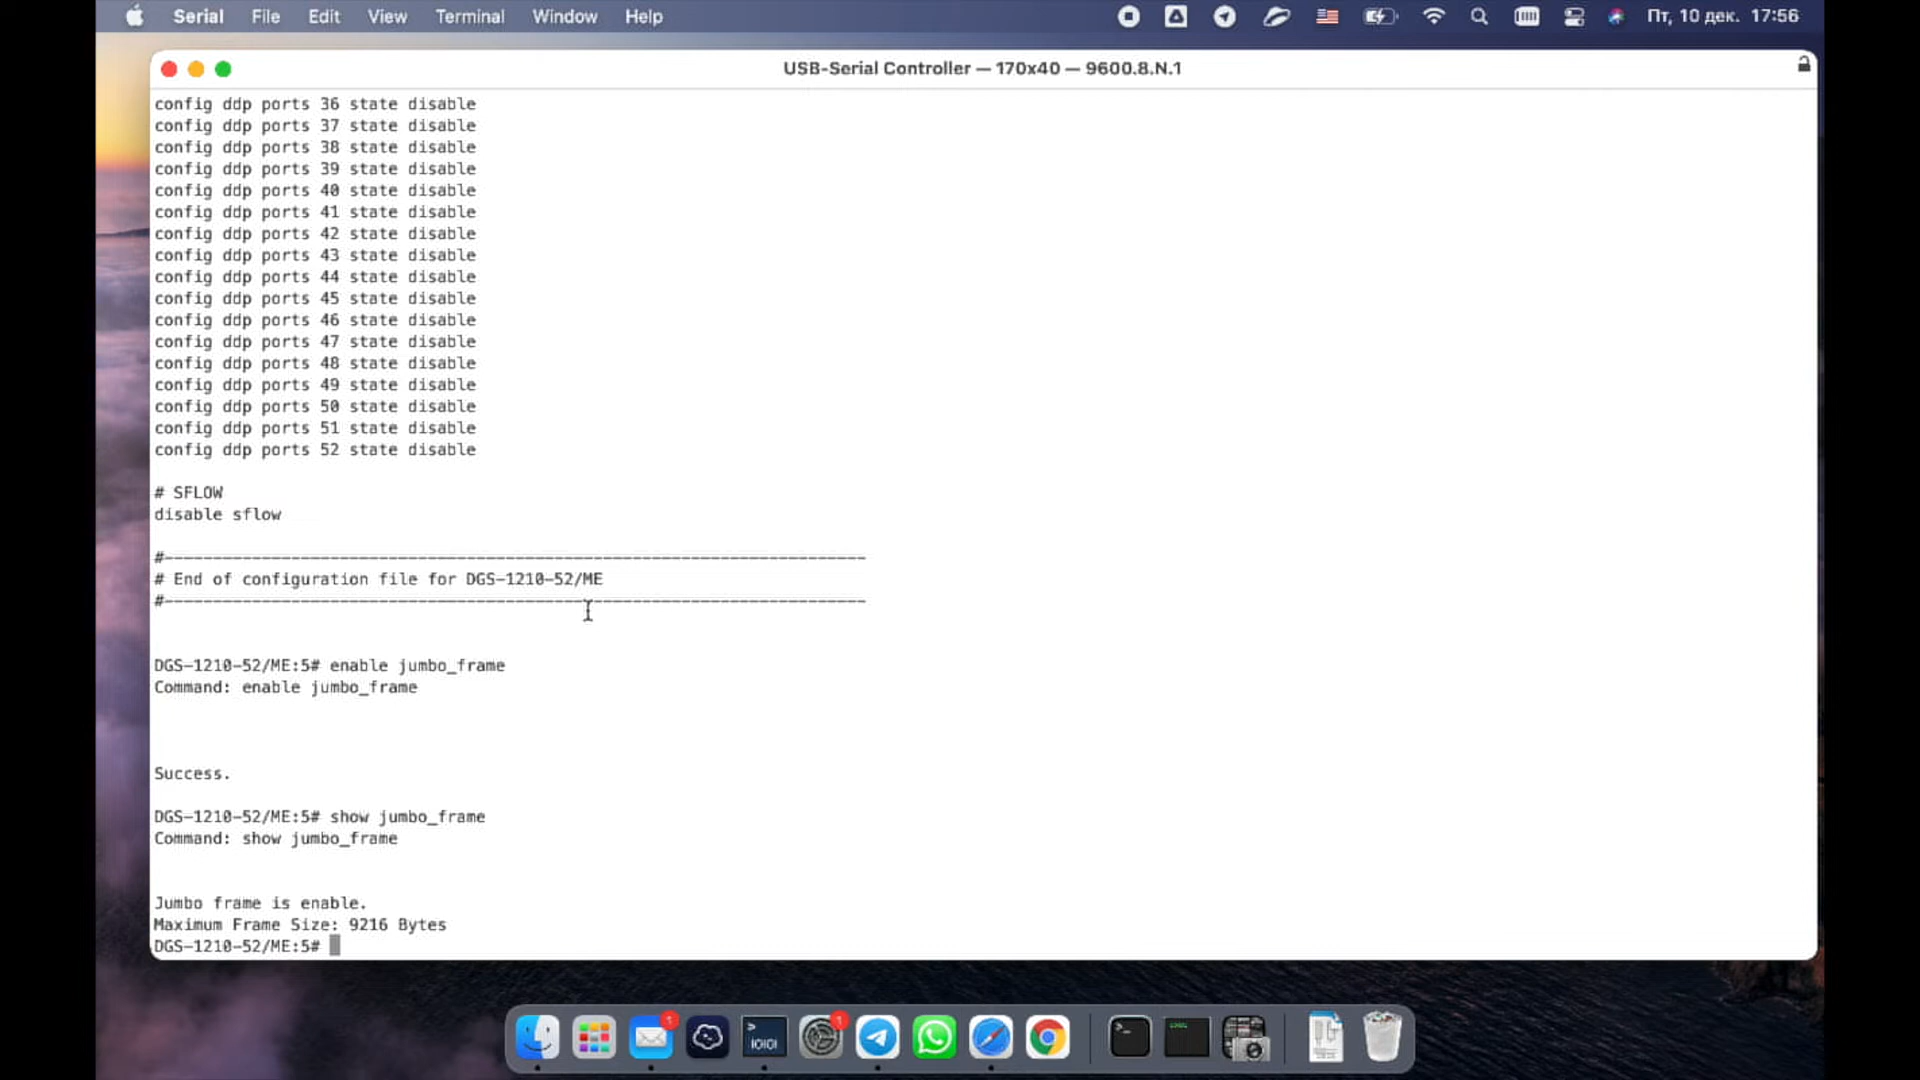 Serial File Edit View Terminal Window Help Пт, 10 дек. 17:56
USB-Serial Controller — 170x40 — 9600.8.N.1
config ddp ports 36 state disable
config ddp ports 37 state disable
config ddp ports 38 state disable
config ddp ports 39 state disable
config ddp ports 40 state disable
config ddp ports 41 state disable
config ddp ports 42 state disable
config ddp ports 43 state disable
config ddp ports 44 state disable
config ddp ports 45 state disable
config ddp ports 46 state disable
config ddp ports 47 state disable
config ddp ports 48 state disable
config ddp ports 49 state disable
config ddp ports 50 state disable
config ddp ports 51 state disable
config ddp ports 52 state disable
# SFLOW
disable sflow
#------------------------------------------------------------------------
# End of configuration file for DGS-1210-52/ME
#------------------------------------------------------------------------
DGS-1210-52/ME:5# enable jumbo_frame
Command: enable jumbo_frame
Success.
DGS-1210-52/ME:5# show jumbo_frame
Command: show jumbo_frame
Jumbo frame is enable.
Maximum Frame Size: 9216 Bytes
DGS-1210-52/ME:5#
1
>
IOIOI
1
>_